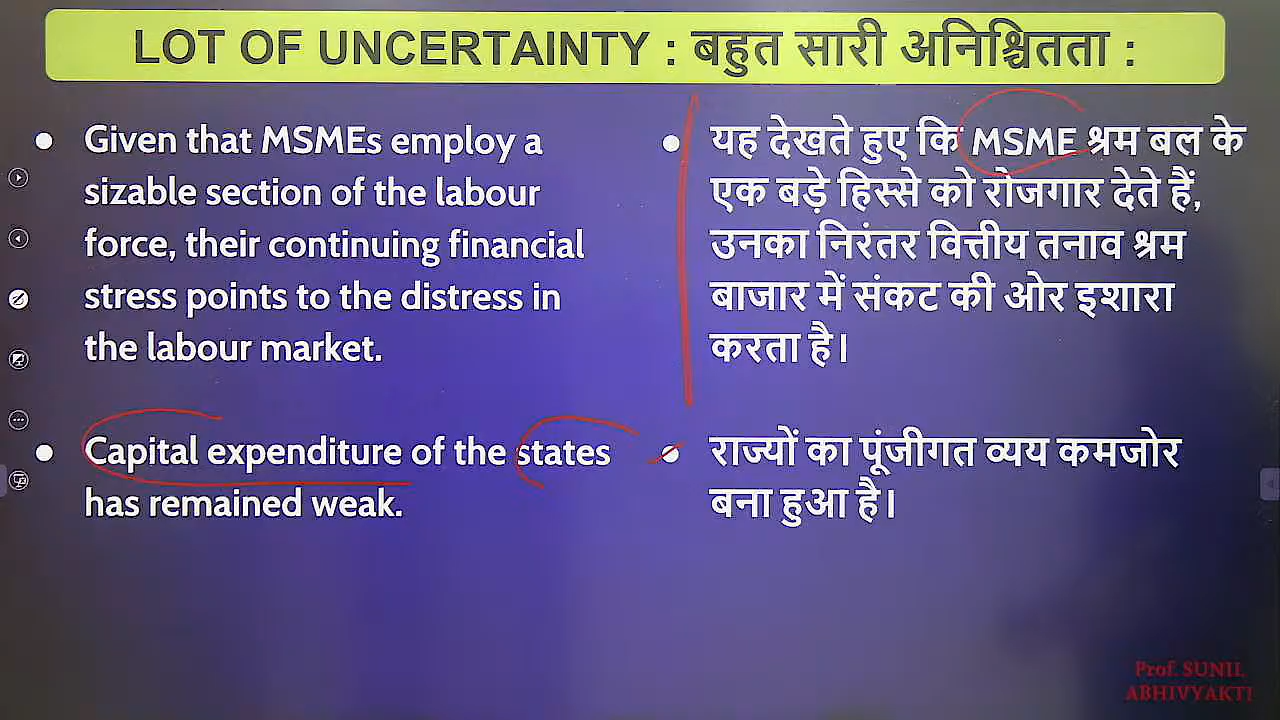 LOT OF UNCERTAINTY : बहुत सारी अनिश्चितता :
Given that MSMEs employ a
sizable section of the labour
force, their continuing financial
stress points to the distress in
the labour market.
Capital expenditure of the states
has remained weak.
यह देखते हुए कि MSME श्रम बल के
एक बड़े हिस्से को रोजगार देते हैं,
उनका निरंतर वित्तीय तनाव श्रम
बाजार में संकट की ओर इशारा
करता है।
राज्यों का पूंजीगत व्यय कमजोर
बना हुआ है।
Prof. SUNIL
ABHIVYAKTI